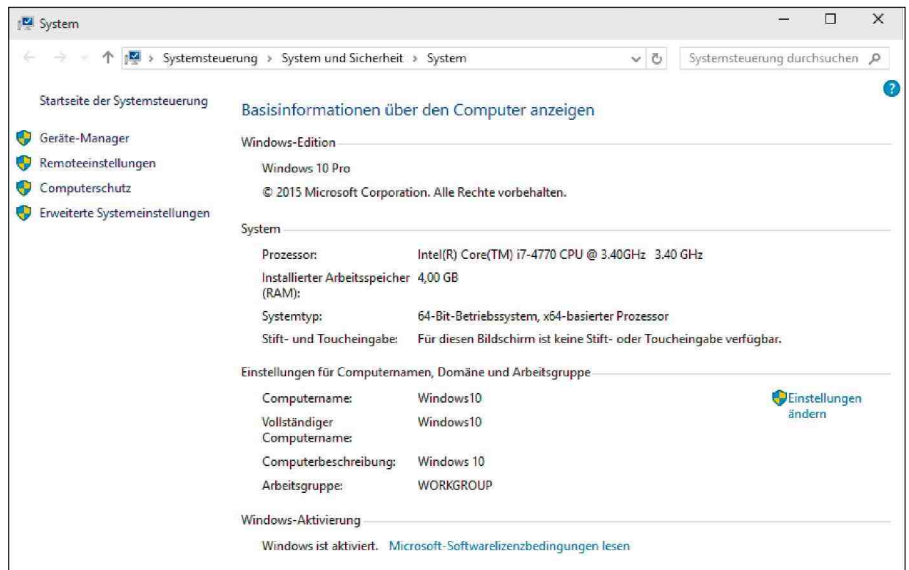 System
Systemsteuerung > System und Sicherheit > System
Systemsteuerung durchsuchen
Startseite der Systemsteuerung
Geräte-Manager
Remoteeinstellungen
Computerschutz
Erweiterte Systemeinstellungen
?
Basisinformationen über den Computer anzeigen
Windows-Edition
Windows 10 Pro
© 2015 Microsoft Corporation. Alle Rechte vorbehalten.
System
Prozessor: Intel(R) Core(TM) i7-4770 CPU @ 3.40GHz 3.40 GHz
Installierter Arbeitsspeicher 4,00 GB
(RAM):
Systemtyp: 64-Bit-Betriebssystem, x64-basierter Prozessor
Stift- und Toucheingabe: Für diesen Bildschirm ist keine Stift- oder Toucheingabe verfügbar.
Einstellungen für Computernamen, Domäne und Arbeitsgruppe
Computername: Windows10
Einstellungen
ändern
Vollständiger Windows10
Computername:
Computerbeschreibung: Windows 10
Arbeitsgruppe: WORKGROUP
Windows-Aktivierung
Windows ist aktiviert. Microsoft-Softwarelizenzbedingungen lesen